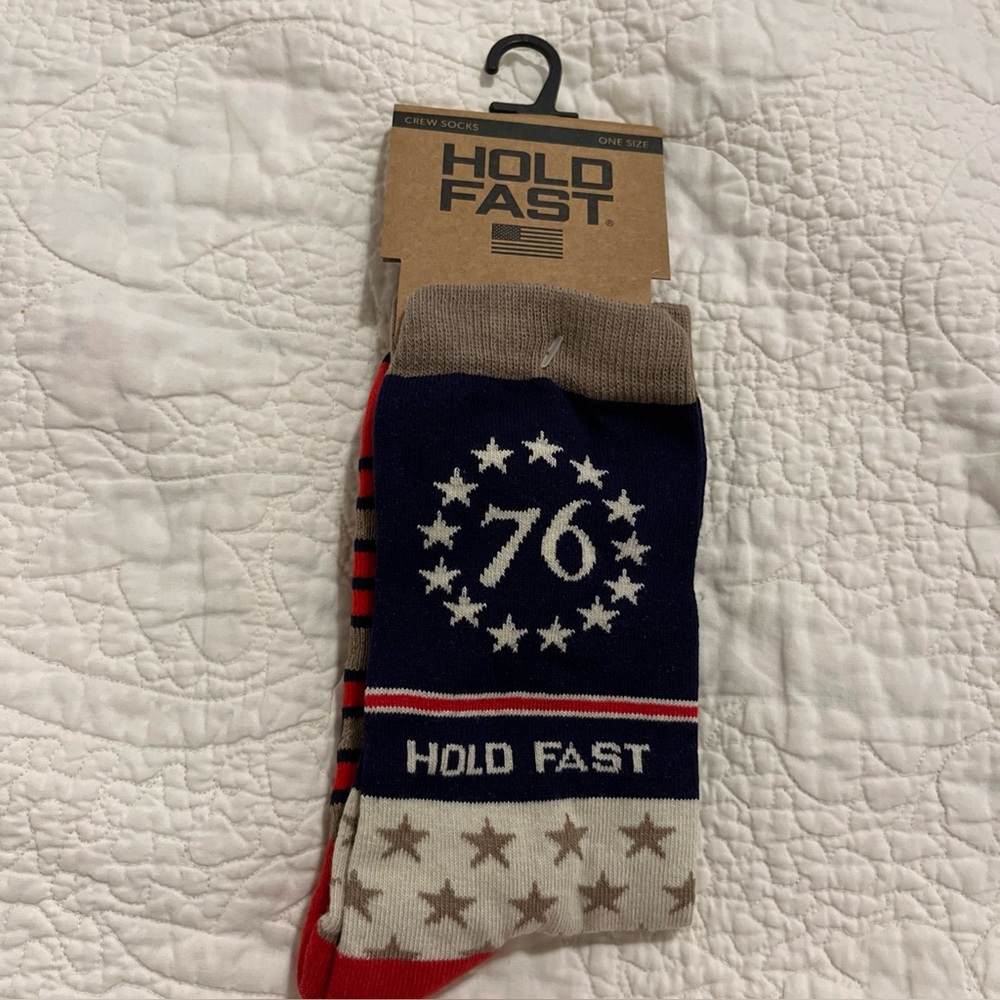 CREW SOCKS
ONE SIZE
HOLD
FAST®
76
HOLD FAST